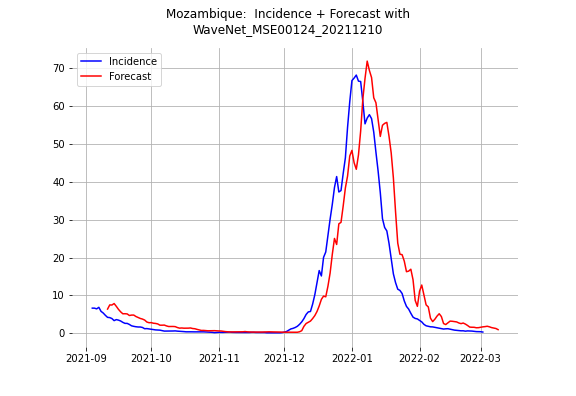 Mozambique:  Incidence + Forecast with
WaveNet_MSE00124_20211210
Incidence
Forecast
70
60
50
40
30
20
10
0
2021-09 2021-10 2021-11 2021-12 2022-01 2022-02 2022-03